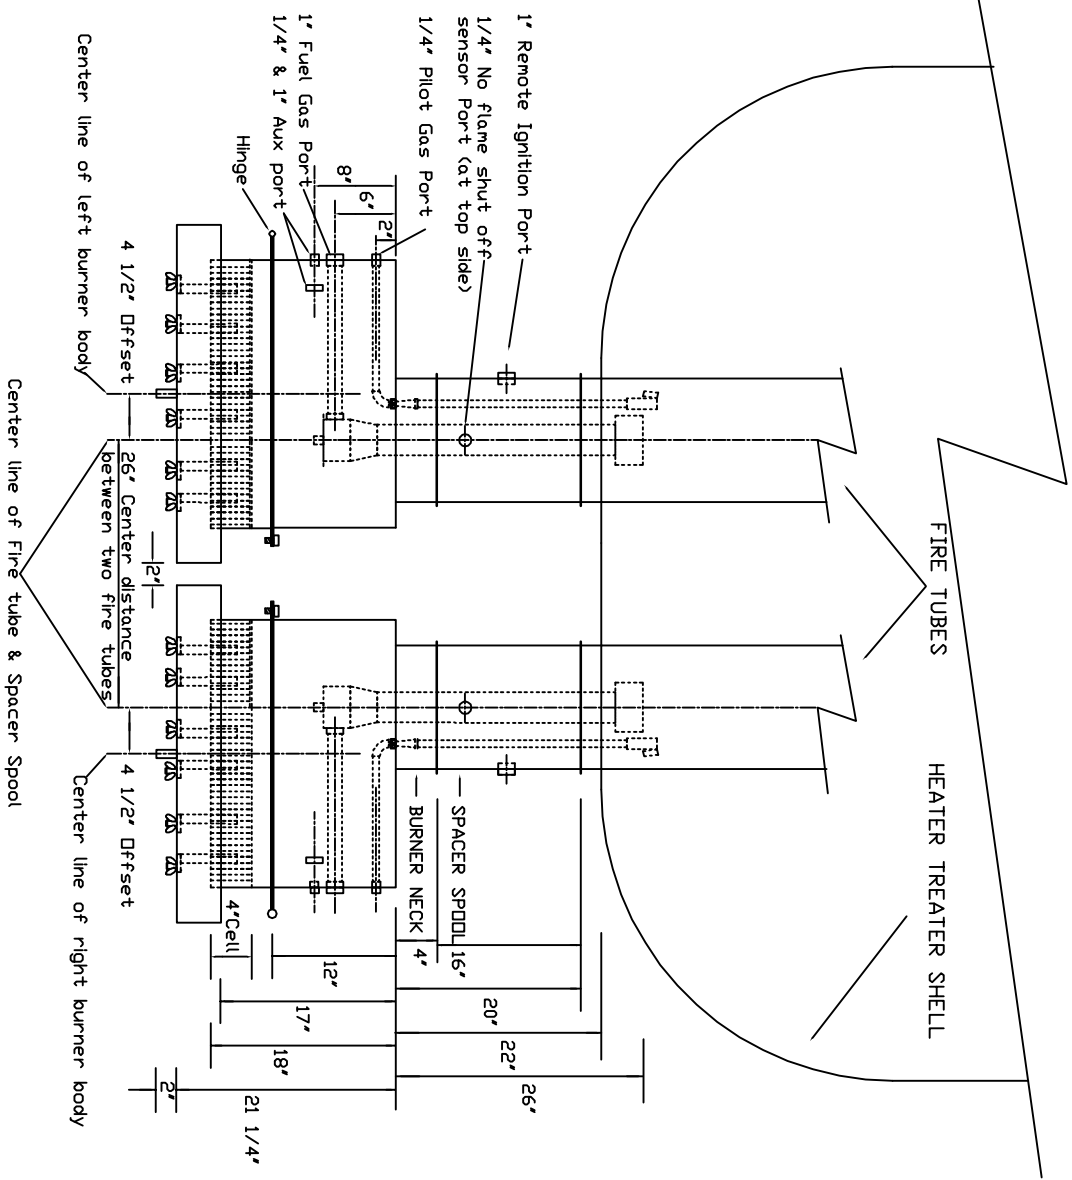 FIRE TUBES
HEATER TREATER SHELL
1″ Remote Ignition Port
1/4″ No flame shut off
sensor Port (at top side)
1/4″ Pilot Gas Port
1″ Fuel Gas Port
1/4″ & 1″ Aux port
Hinge
8″
6″
2″
SPACER SPOOL
BURNER NECK
16″
4″
20″
22″
26″
4″Cell
12″
17″
18″
21 1/4″
2″
2″
4 1/2″ Offset
26″ Center distance
between two fire tubes
4 1/2″ Offset
Center line of left burner body
Center line of right burner body
Center line of Fire tube & Spacer Spool